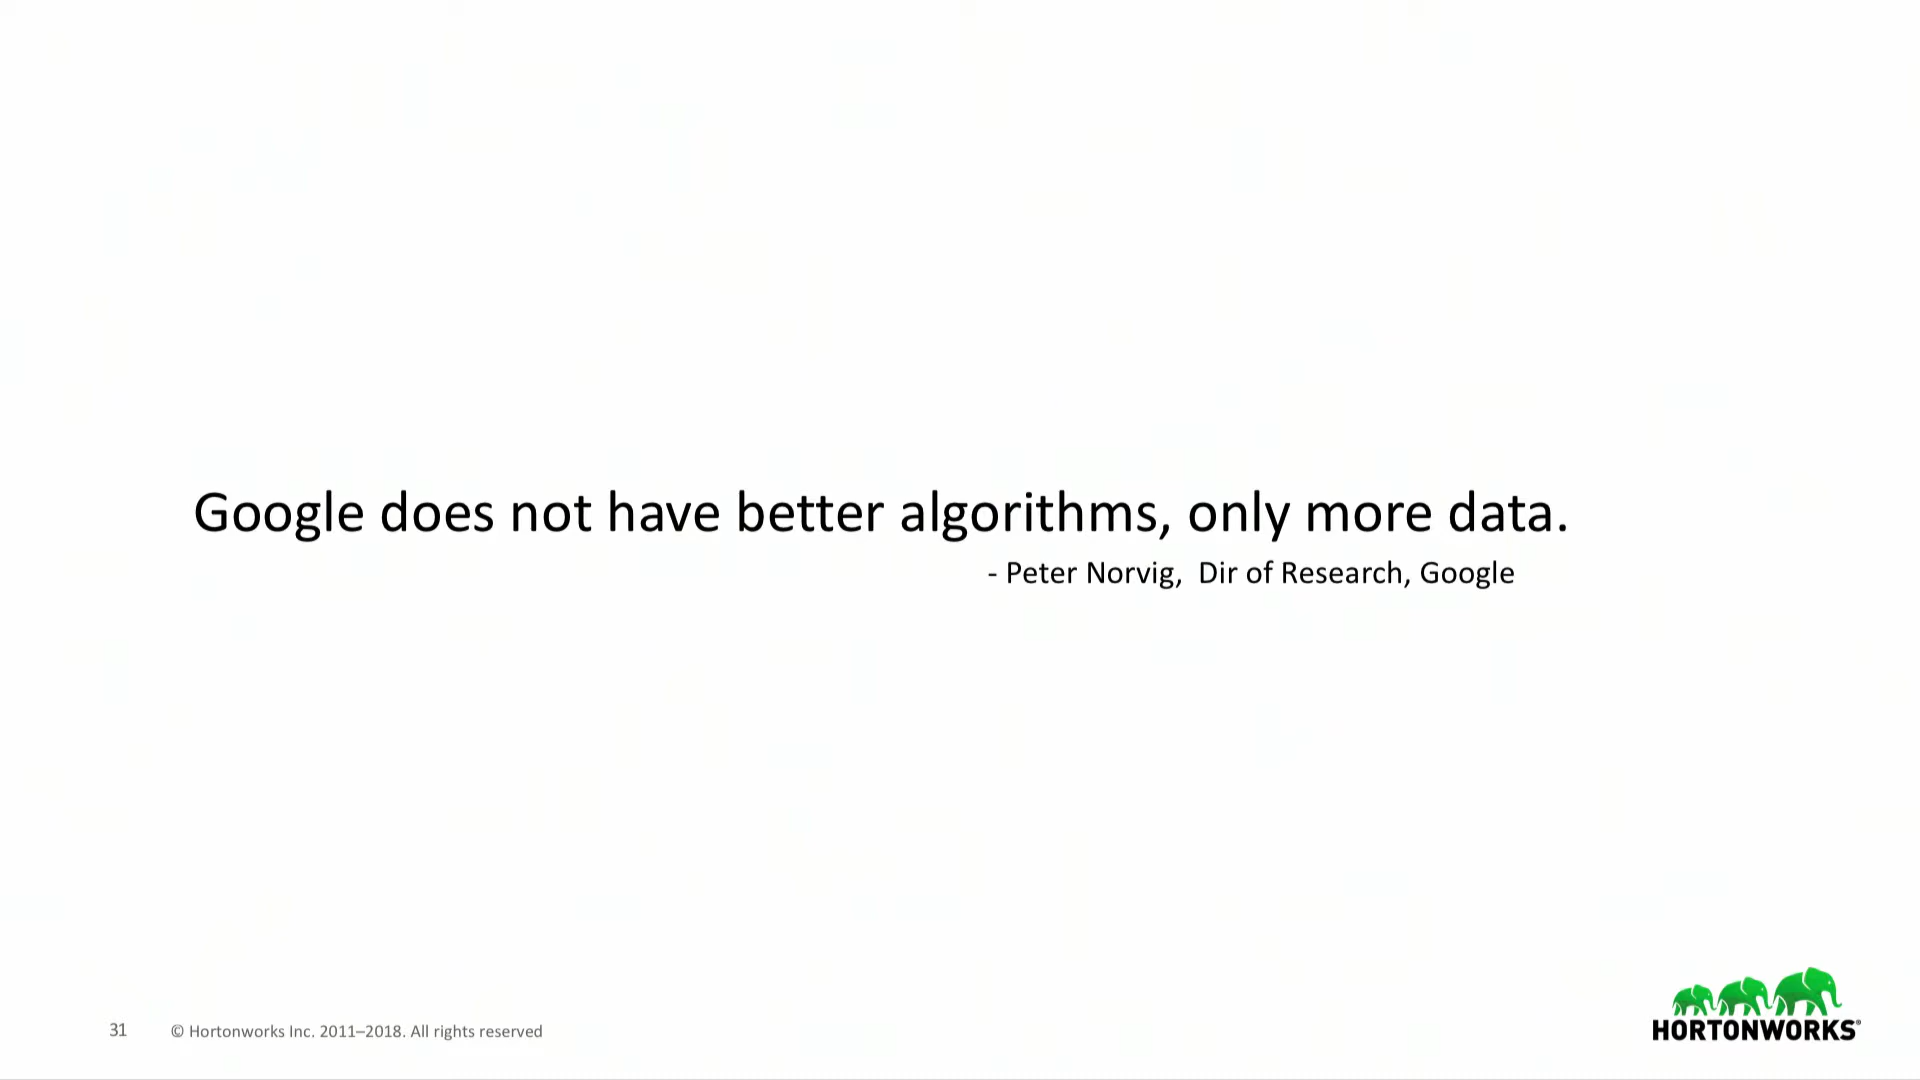 Google does not have better algorithms, only more data.
- Peter Norvig,  Dir of Research, Google
31 © Hortonworks Inc. 2011–2018. All rights reserved
HORTONWORKS®